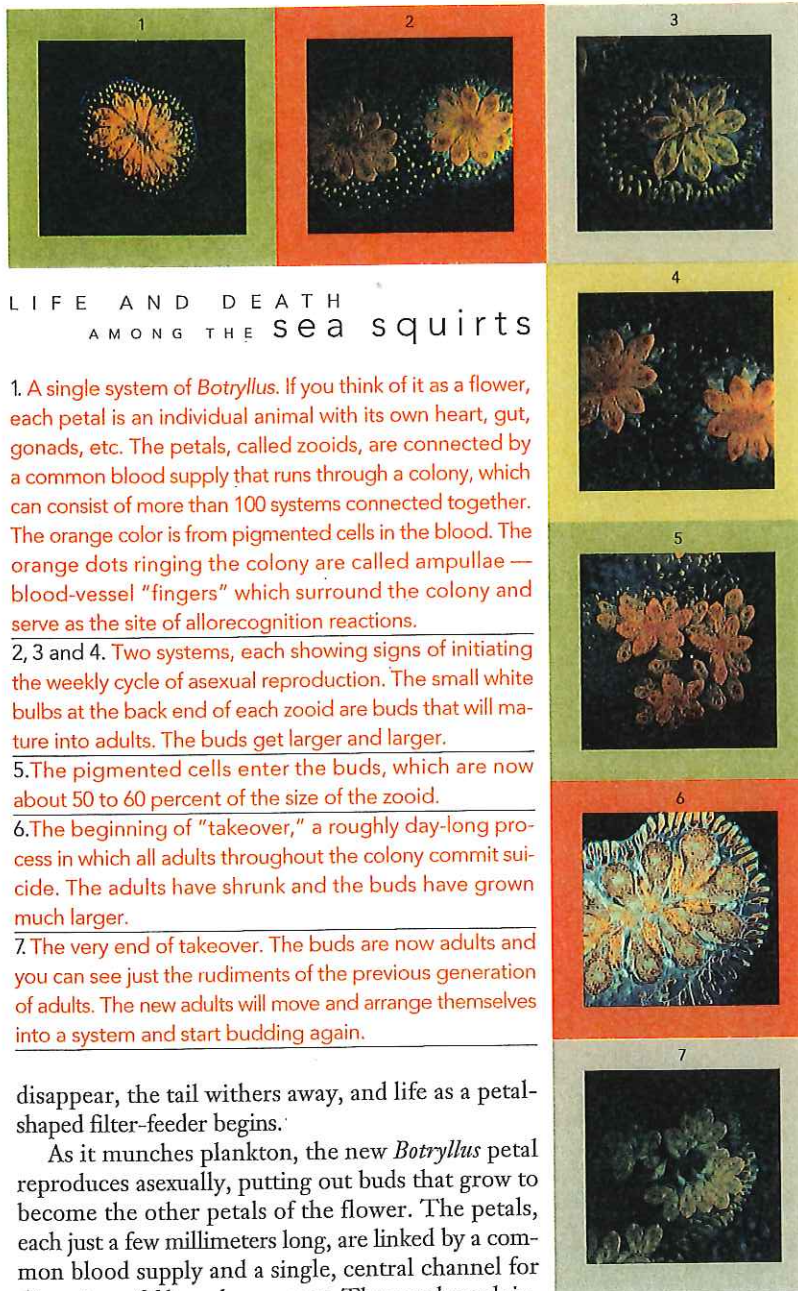 1
2
3
4
5
6
7
LIFE AND DEATH
AMONG THE sea squirts
1. A single system of Botryllus. If you think of it as a flower,
each petal is an individual animal with its own heart, gut,
gonads, etc. The petals, called zooids, are connected by
a common blood supply that runs through a colony, which
can consist of more than 100 systems connected together.
The orange color is from pigmented cells in the blood. The
orange dots ringing the colony are called ampullae —
blood-vessel "fingers" which surround the colony and
serve as the site of allorecognition reactions.
2, 3 and 4. Two systems, each showing signs of initiating
the weekly cycle of asexual reproduction. The small white
bulbs at the back end of each zooid are buds that will ma-
ture into adults. The buds get larger and larger.
5.The pigmented cells enter the buds, which are now
about 50 to 60 percent of the size of the zooid.
6.The beginning of "takeover," a roughly day-long pro-
cess in which all adults throughout the colony commit sui-
cide. The adults have shrunk and the buds have grown
much larger.
7. The very end of takeover. The buds are now adults and
you can see just the rudiments of the previous generation
of adults. The new adults will move and arrange themselves
into a system and start budding again.
disappear, the tail withers away, and life as a petal-
shaped filter-feeder begins.
As it munches plankton, the new Botryllus petal
reproduces asexually, putting out buds that grow to
become the other petals of the flower. The petals,
each just a few millimeters long, are linked by a com-
mon blood supply and a single, central channel for